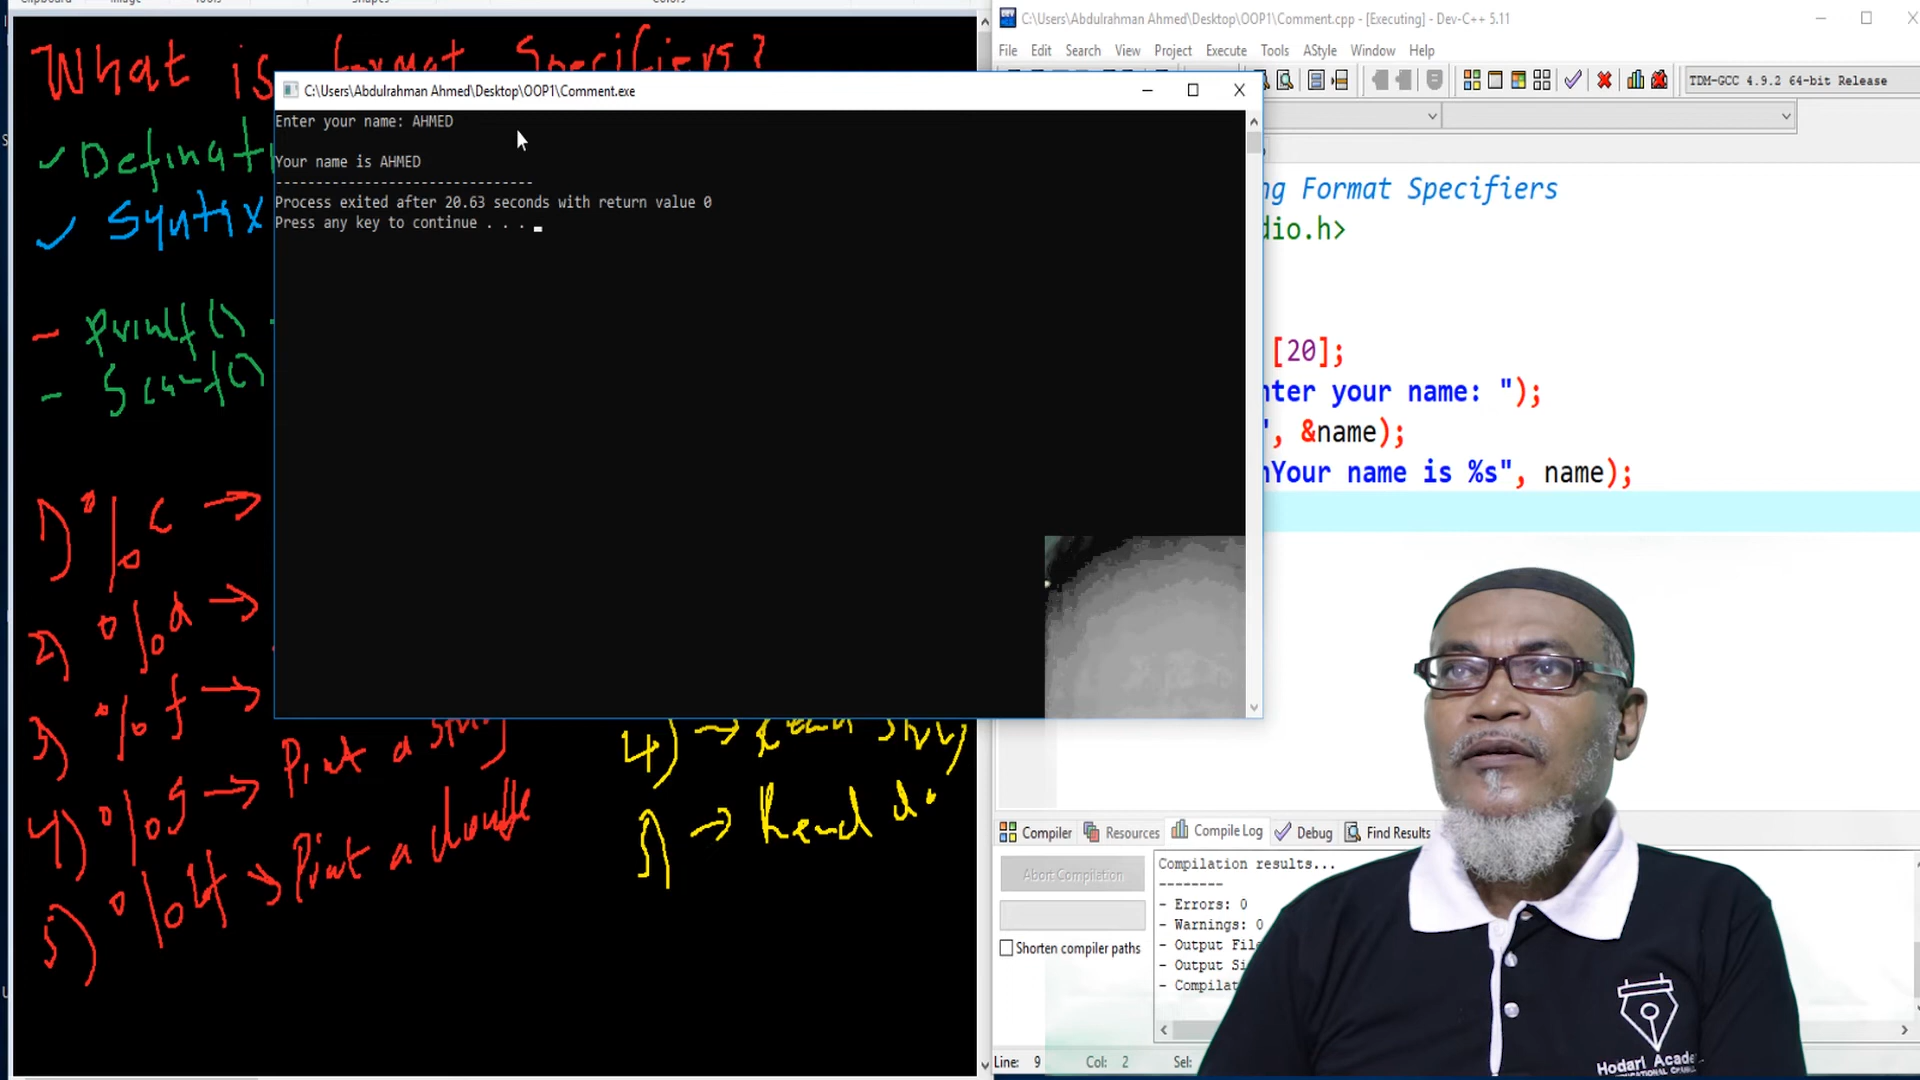 Clipboard Image Tools Shapes Colors
What is format Specifiers?
Definat
Syntax
- Printf()
- Scanf()
1) %c →
2) %d →
3) %f →
4) %s → Print a string
5) %lf → Print a double
4) → Read string
5) → Read do
C:\Users\Abdulrahman Ahmed\Desktop\OOP1\Comment.exe
Enter your name: AHMED
Your name is AHMED
--------------------------------
Process exited after 20.63 seconds with return value 0
Press any key to continue . . .
C:\Users\Abdulrahman Ahmed\Desktop\OOP1\Comment.cpp - [Executing] - Dev-C++ 5.11
File Edit Search View Project Execute Tools AStyle Window Help
TDM-GCC 4.9.2 64-bit Release
ng Format Specifiers
dio.h>
[20];
nter your name: ");
", &name);
nYour name is %s", name);
Compiler Resources Compile Log Debug Find Results
Abort Compilation
Shorten compiler paths
Compilation results...
--------
- Errors: 0
- Warnings: 0
- Output Fil
- Output Si
- Compilat
Line: 9 Col: 2 Sel:
Hodari Acade